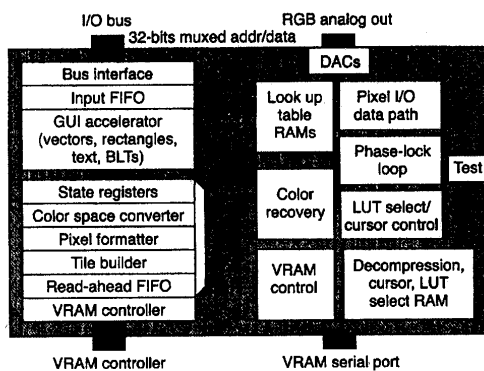 I/O bus
32-bits muxed addr/data
RGB analog out
DACs
Bus interface
Input FIFO
GUI accelerator
(vectors, rectangles,
text, BLTs)
State registers
Color space converter
Pixel formatter
Tile builder
Read-ahead FIFO
VRAM controller
Look up
table
RAMs
Pixel I/O
data path
Phase-lock
loop
Test
Color
recovery
LUT select/
cursor control
VRAM
control
Decompression,
cursor, LUT
select RAM
VRAM controller
VRAM serial port